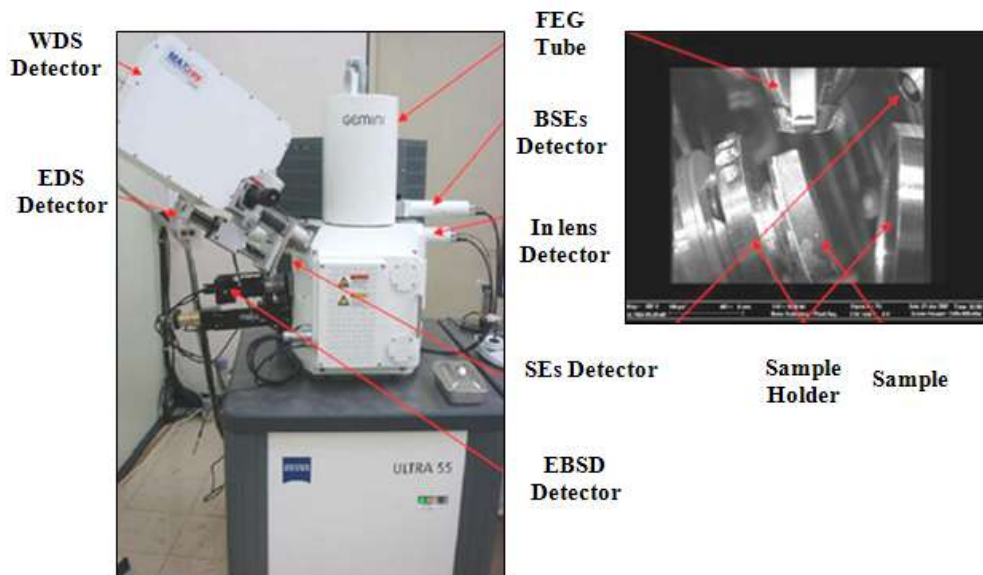 WDS
Detector
EDS
Detector
FEG
Tube
BSEs
Detector
In lens
Detector
SEs Detector
Sample
Holder
Sample
EBSD
Detector
GEMINI
ZEISS
ULTRA 55